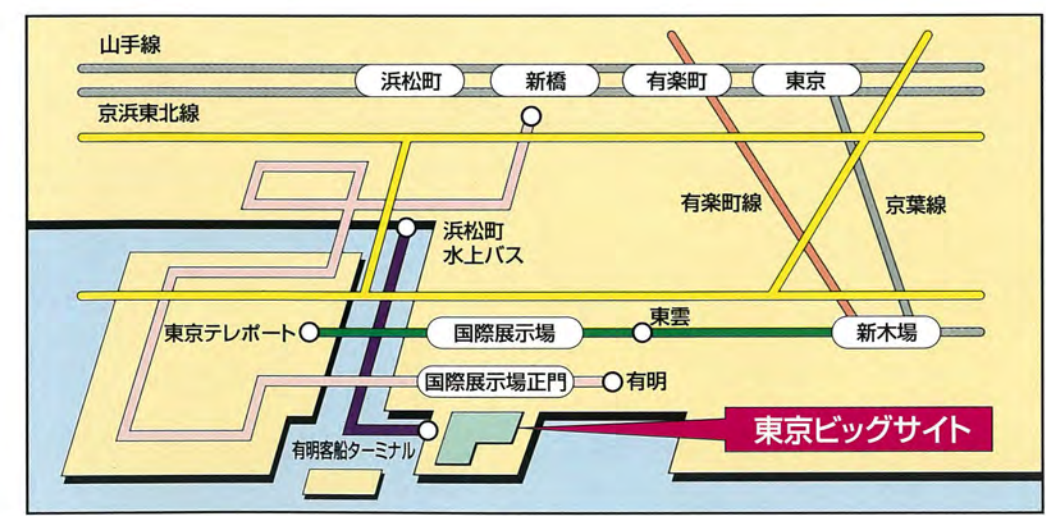 山手線
浜松町
新橋
有楽町
東京
京浜東北線
有楽町線
京葉線
浜松町
水上バス
東京テレポート
国際展示場
東雲
新木場
国際展示場正門
有明
有明客船ターミナル
東京ビッグサイト